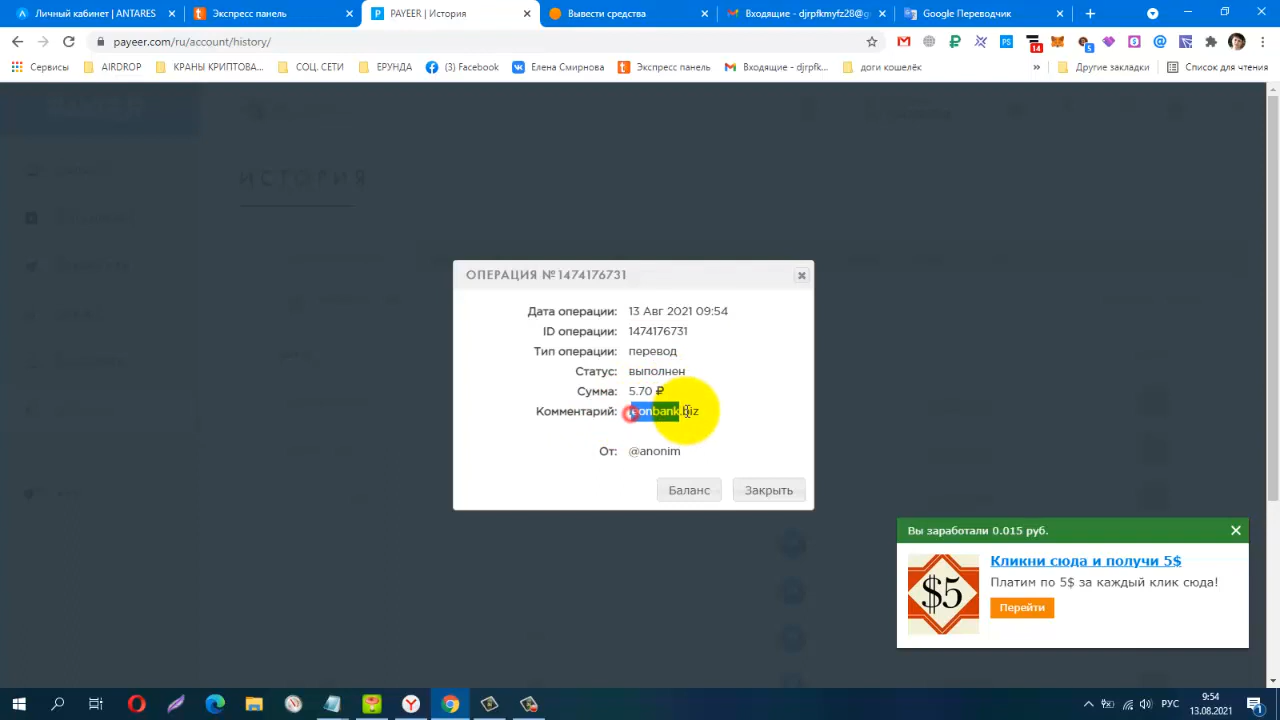 Личный кабинет | ANTARES
Экспресс панель
PAYEER | История
Вывести средства
Входящие - djrpfkmyfz28@g
Google Переводчик
payeer.com/ru/account/history/
Сервисы
AIRDROP
КРАНЫ КРИПТОВА...
СОЦ. СЕТИ
ЕРУНДА
(3) Facebook
Елена Смирнова
Экспресс панель
Входящие - djrpfk...
доги кошелёк
»
Другие закладки
Список для чтения
ИСТОРИЯ
ОПЕРАЦИЯ №1474176731
Дата операции: 13 Авг 2021 09:54
ID операции: 1474176731
Тип операции: перевод
Статус: выполнен
Сумма: 5.70 ₽
Комментарий: eonbank.biz
От: @anonim
Баланс
Закрыть
Вы заработали 0.015 руб.
Кликни сюда и получи 5$
Платим по 5$ за каждый клик сюда!
Перейти
$5
РУС
9:54
13.08.2021